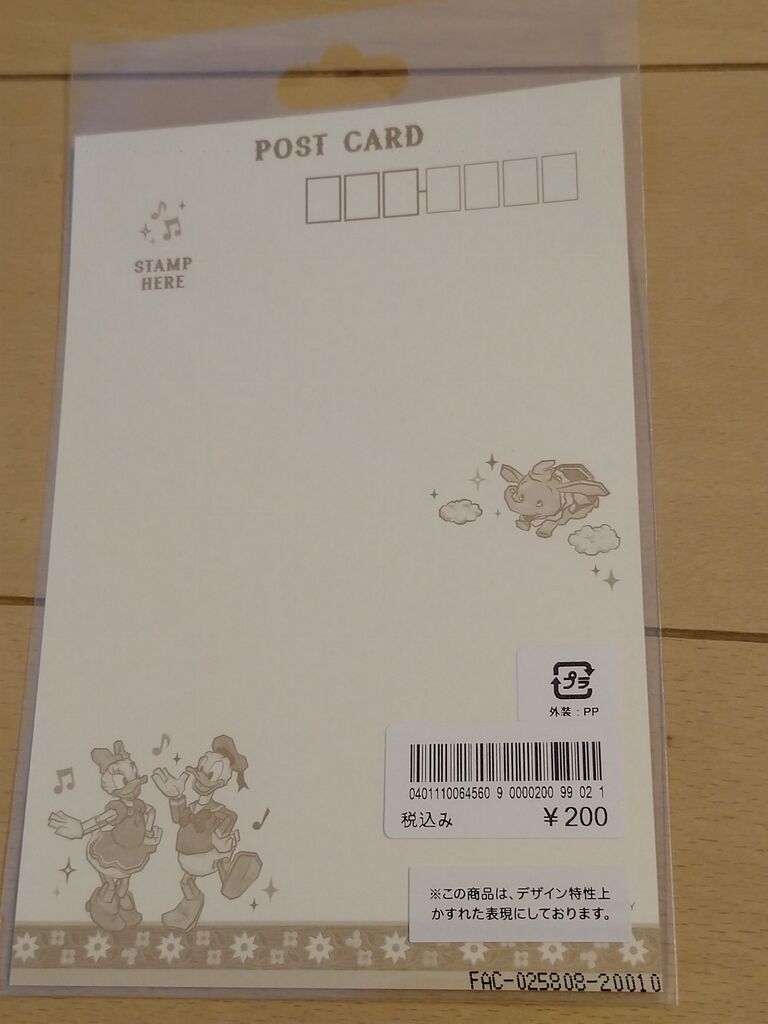 POST CARD
STAMP
HERE
プラ
外装：PP
0401110064560 9 0000200 99 02 1
税込み ￥200
※この商品は、デザイン特性上
かすれた表現にしております。
FAC-025808-20010